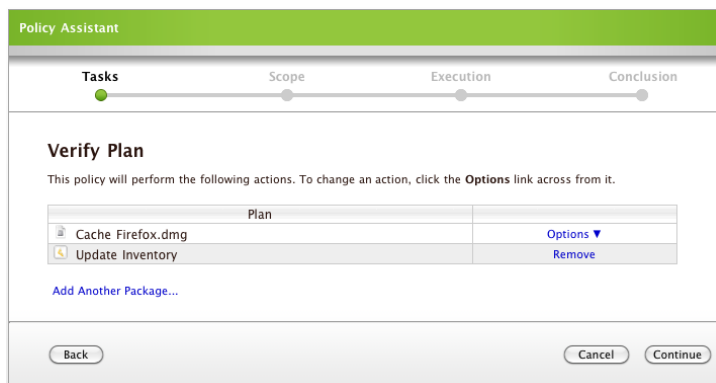 Policy Assistant
Tasks Scope Execution Conclusion
Verify Plan
This policy will perform the following actions. To change an action, click the Options link across from it.
Plan
Cache Firefox.dmg Options ▼
Update Inventory Remove
Add Another Package...
Back Cancel Continue